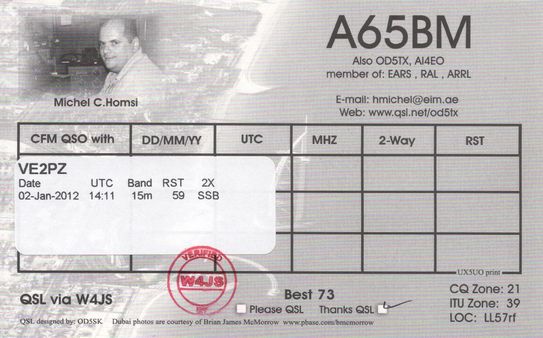 A65BM
Also OD5TX, AI4EO
member of: EARS , RAL , ARRL
Michel C.Homsi
E-mail: hmichel@eim.ae
Web: www.qsl.net/od5tx
CFM QSO with DD/MM/YY UTC MHZ 2-Way RST
VE2PZ
Date UTC Band RST 2X
02-Jan-2012 14:11 15m 59 SSB
VERIFIED
W4JS
UX5UO print
QSL via W4JS
Best 73
Please QSL Thanks QSL
CQ Zone: 21
ITU Zone: 39
LOC: LL57rf
QSL designed by: OD5SK Dubai photos are courtesy of Brian James McMorrow www.pbase.com/bmcmorrow